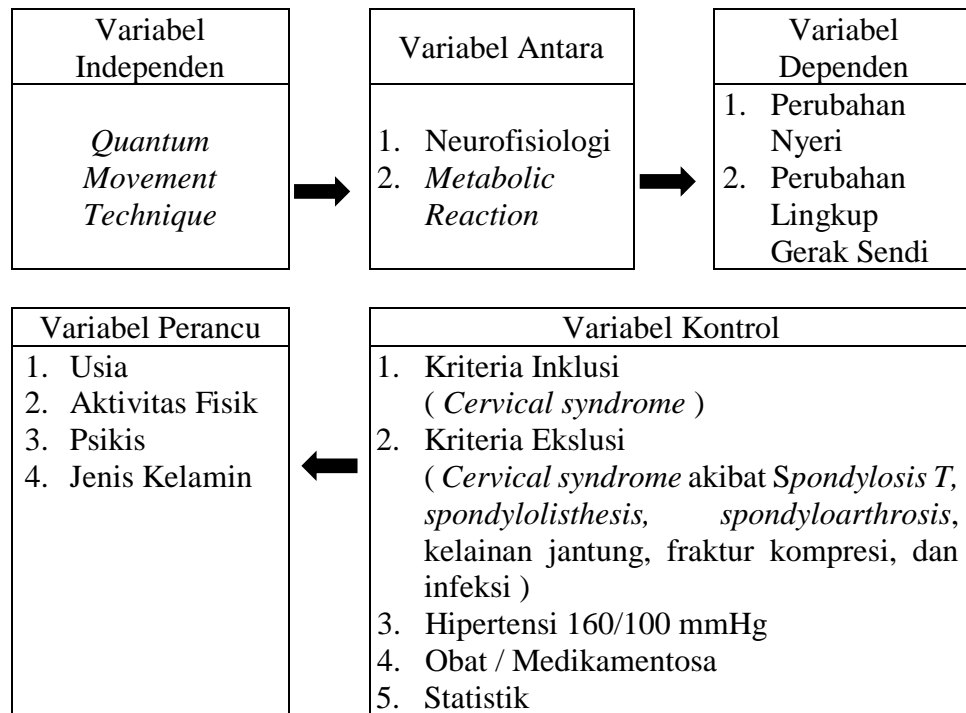 Variabel
Independen
Quantum
Movement
Technique
Variabel Antara
1. Neurofisiologi
2. Metabolic
Reaction
Variabel
Dependen
1. Perubahan
Nyeri
2. Perubahan
Lingkup
Gerak Sendi
Variabel Perancu
1. Usia
2. Aktivitas Fisik
3. Psikis
4. Jenis Kelamin
Variabel Kontrol
1. Kriteria Inklusi
( Cervical syndrome )
2. Kriteria Ekslusi
( Cervical syndrome akibat Spondylosis T,
spondylolisthesis, spondyloarthrosis,
kelainan jantung, fraktur kompresi, dan
infeksi )
3. Hipertensi 160/100 mmHg
4. Obat / Medikamentosa
5. Statistik